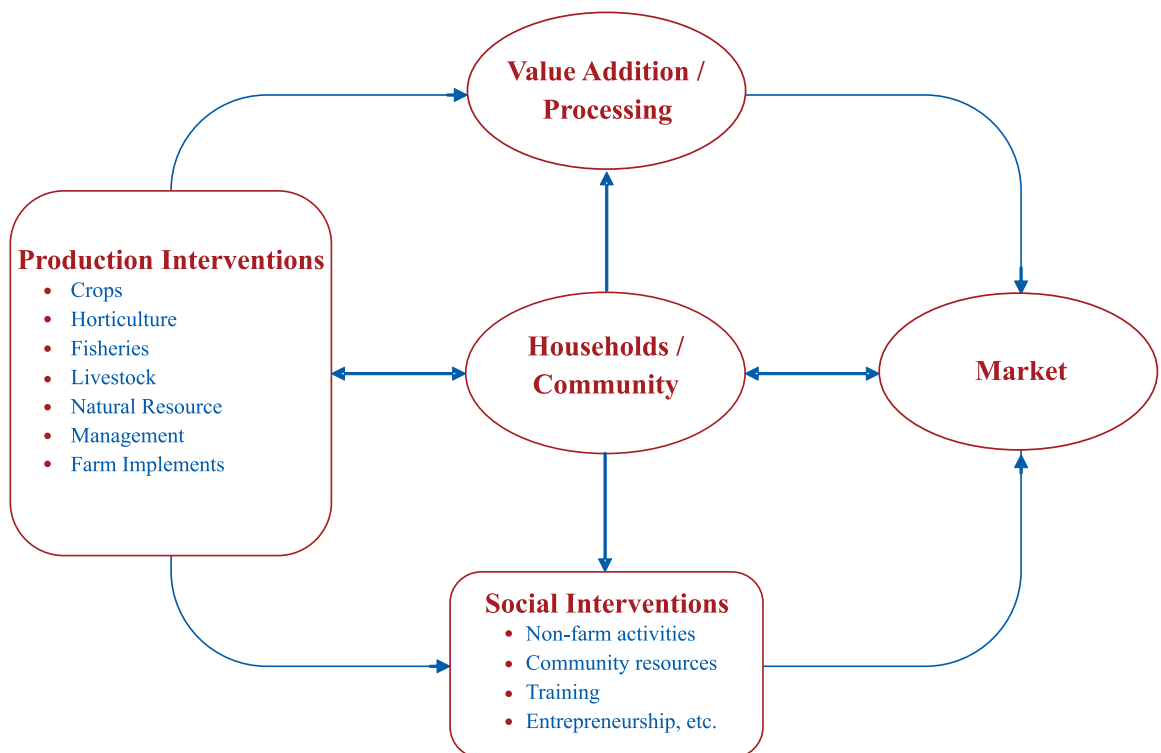 Value Addition /
Processing
Production Interventions
• Crops
• Horticulture
• Fisheries
• Livestock
• Natural Resource
• Management
• Farm Implements
Households /
Community
Market
Social Interventions
• Non-farm activities
• Community resources
• Training
• Entrepreneurship, etc.